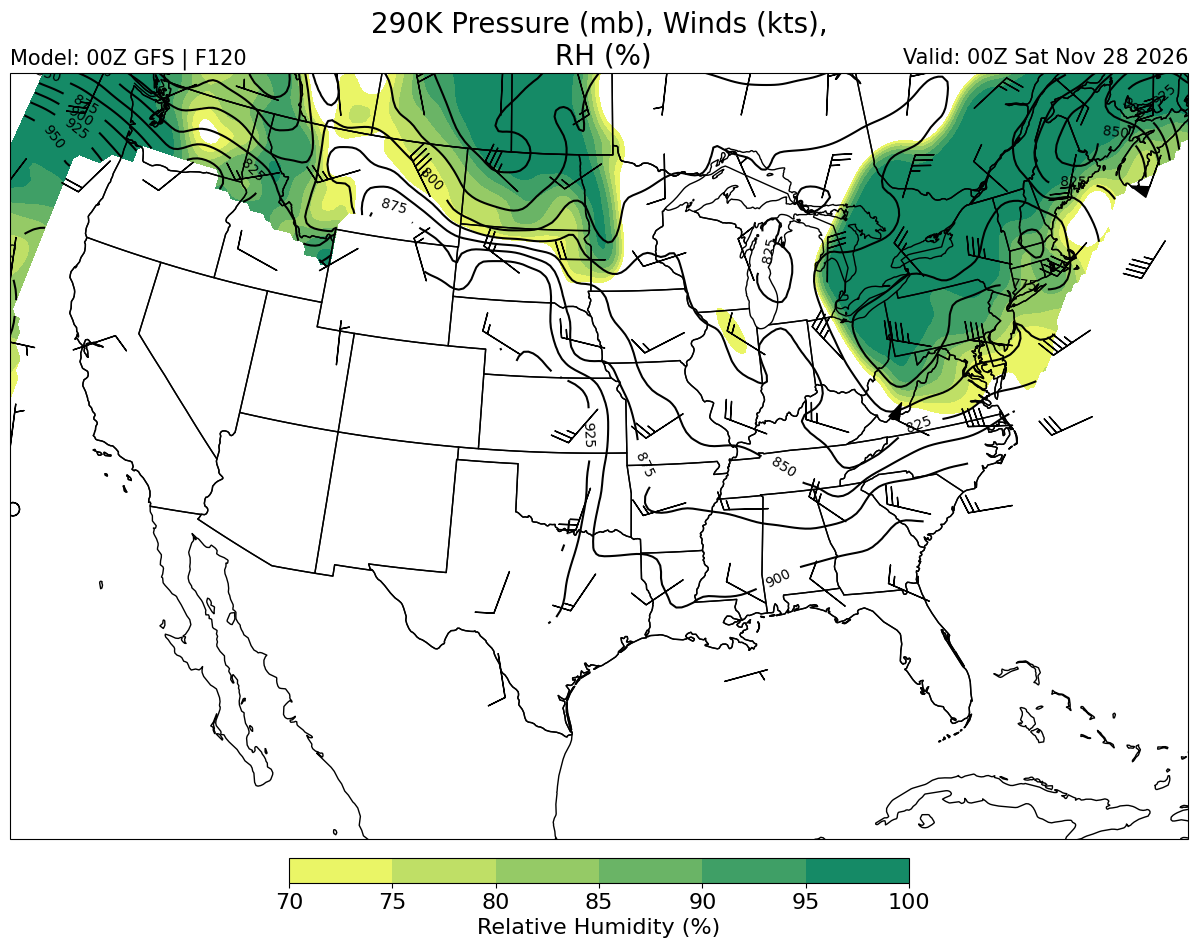 290K Pressure (mb), Winds (kts),
RH (%)
Model: 00Z GFS | F120
Valid: 00Z Sat Nov 28 2026
925
950
825
800
875
825
850
825
825
775
925
875
850
825
900
70 75 80 85 90 95 100
Relative Humidity (%)